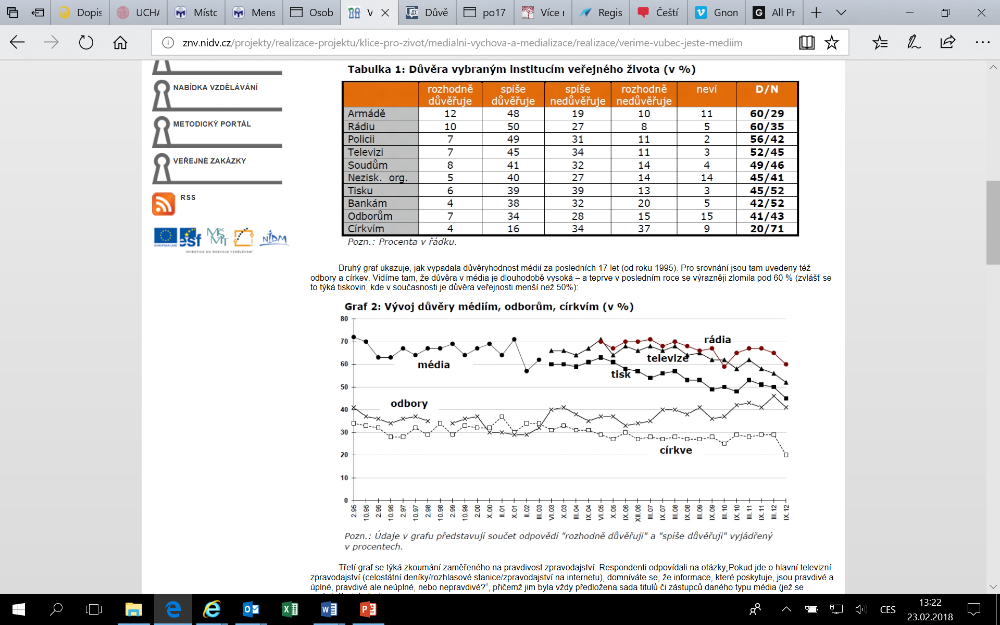 Dopis
UCHA
Místc
Mens
Osob
V
Důvě
po17
Více r
Regis
Čeští
Gnon
All Pr
znv.nidv.cz/projekty/realizace-projektu/klice-pro-zivot/medialni-vychova-a-medializace/realizace/verime-vubec-jeste-mediim
NABÍDKA VZDĚLÁVÁNÍ
METODICKÝ PORTÁL
VEŘEJNÉ ZAKÁZKY
RSS
EVROPSKÁ UNIE
esf
MŠMT
NIDM
INVESTICE DO ROZVOJE VZDĚLÁVÁNÍ
Tabulka 1: Důvěra vybraným institucím veřejného života (v %)
rozhodně důvěřuje spíše důvěřuje spíše nedůvěřuje rozhodně nedůvěřuje neví D/N
Armádě 12 48 19 10 11 60/29
Rádiu 10 50 27 8 5 60/35
Policii 7 49 31 11 2 56/42
Televizi 7 45 34 11 3 52/45
Soudům 8 41 32 14 4 49/46
Nezisk. org. 5 40 27 14 14 45/41
Tisku 6 39 39 13 3 45/52
Bankám 4 38 32 20 5 42/52
Odborům 7 34 28 15 15 41/43
Církvím 4 16 34 37 9 20/71
Pozn.: Procenta v řádku.
Druhý graf ukazuje, jak vypadala důvěryhodnost médií za posledních 17 let (od roku 1995). Pro srovnání jsou tam uvedeny též
odbory a církev. Vidíme tam, že důvěra v média je dlouhodobě vysoká – a teprve v posledním roce se výrazněji zlomila pod 60 % (zvlášť se
to týká tiskovin, kde v současnosti je důvěra veřejnosti menší než 50%):
Graf 2: Vývoj důvěry médiím, odborům, církvím (v %)
80
70
60
50
40
30
20
10
0
média
rádia
televize
tisk
odbory
církve
2.95 10.95 2.96 10.96 2.97 10.97 2.98 10.98 2.99 10.99 2.00 X.00 II.01 X.01 II.02 III.03 VI.03 X.03 III.04 IX.04 VI.05 X.05 IX.06 XII.06 III.07 IX.07 III.08 IX.08 III.09 IX.09 III.10 IX.10 III.11 IX.11 III.12 IX.12
Pozn.: Údaje v grafu představují součet odpovědí "rozhodně důvěřuji" a "spíše důvěřuji" vyjádřený
v procentech.
Třetí graf se týká zkoumání zaměřeného na pravdivost zpravodajství. Respondenti odpovídali na otázky„Pokud jde o hlavní televizní
zpravodajství (celostátní deníky/rozhlasové stanice/zpravodajství na internetu), domníváte se, že informace, které poskytuje, jsou pravdivé a
úplné, pravdivé ale neúplné, nebo nepravdivé?“, přičemž jim byla vždy předložena sada titulů či zástupců daného typu média (jež se
CES
13:22
23.02.2018